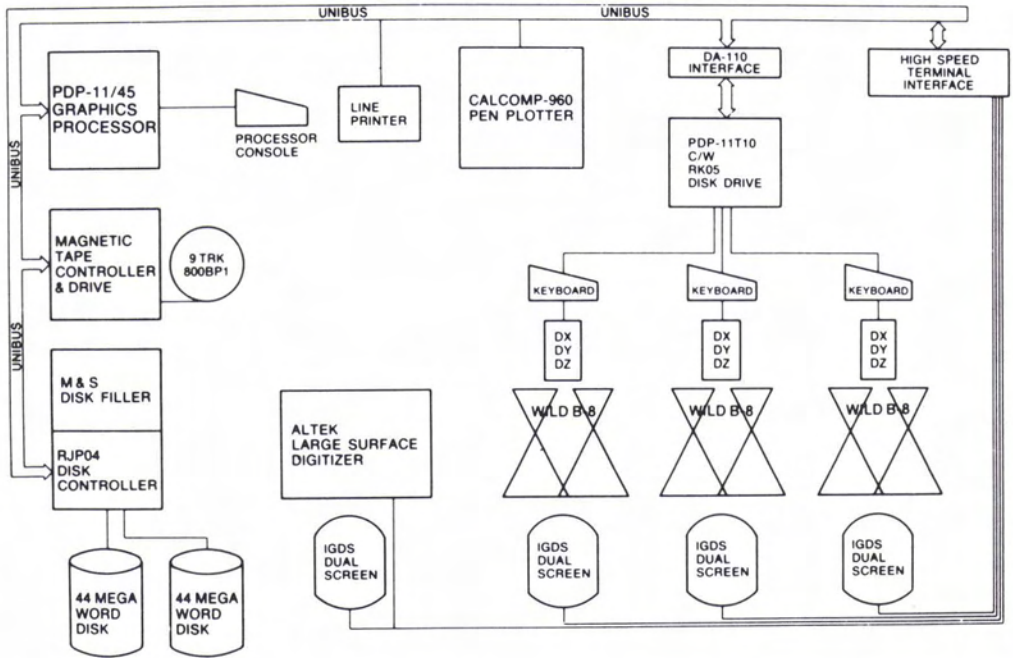 UNIBUS
UNIBUS
PDP-11/45
GRAPHICS
PROCESSOR
PROCESSOR
CONSOLE
LINE
PRINTER
CALCOMP-960
PEN PLOTTER
DA-110
INTERFACE
HIGH SPEED
TERMINAL
INTERFACE
UNIBUS
PDP-11T10
C/W
RK05
DISK DRIVE
MAGNETIC
TAPE
CONTROLLER
& DRIVE
9 TRK
800BP1
KEYBOARD
KEYBOARD
KEYBOARD
UNIBUS
DX
DY
DZ
DX
DY
DZ
DX
DY
DZ
M & S
DISK FILLER
WILD B-8
WILD B-8
WILD B-8
RJP04
DISK
CONTROLLER
ALTEK
LARGE SURFACE
DIGITIZER
IGDS
DUAL
SCREEN
IGDS
DUAL
SCREEN
IGDS
DUAL
SCREEN
IGDS
DUAL
SCREEN
44 MEGA
WORD
DISK
44 MEGA
WORD
DISK